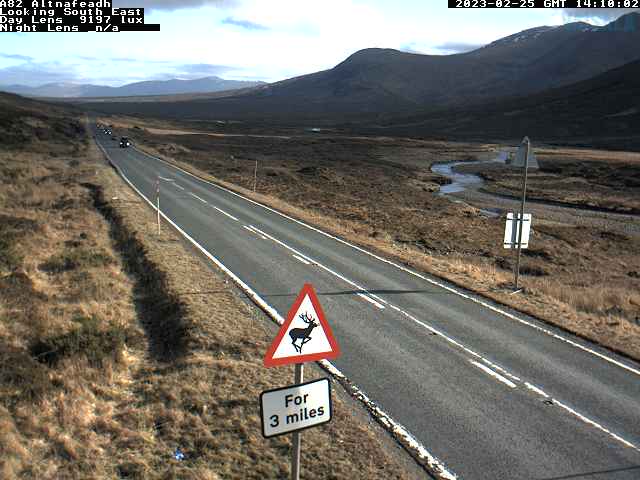 A82 Altnafeadh
Looking South East
Day Lens 9197 lux
Night Lens n/a
2023-02-25 GMT 14:10:02
For
3 miles